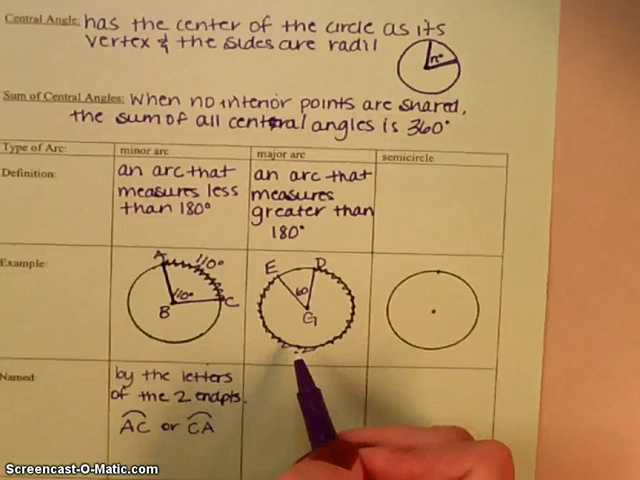 Central Angle: has the center of the circle as its
vertex & the sides are radii
n°
Sum of Central Angles: When no interior points are shared,
the sum of all central angles is 360°
Type of Arc: minor arc major arc semicircle
Definition: an arc that
measures less
than 180°
an arc that
measures
greater than
180°
Example:
A 110°
110°
B C
E D
60
G
Named:
by the letters
of the 2 endpts.
AC or CA
Screencast-O-Matic.com